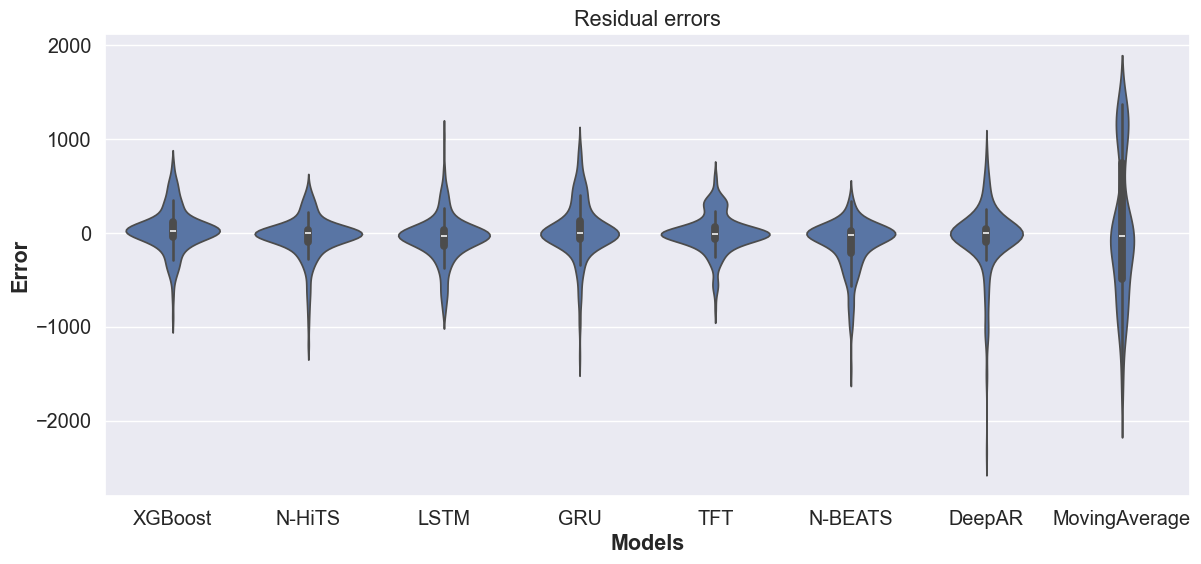 Residual errors
2000
1000
0
−1000
−2000
Error
XGBoost N-HiTS LSTM GRU TFT N-BEATS DeepAR MovingAverage
Models